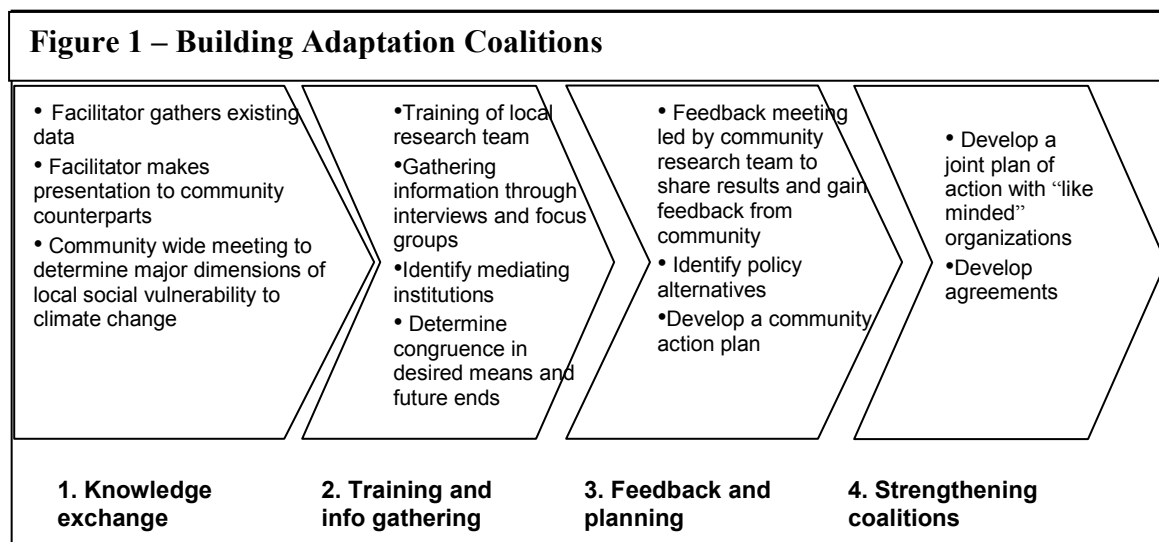 Figure 1 – Building Adaptation Coalitions
• Facilitator gathers existing
data
• Facilitator makes
presentation to community
counterparts
• Community wide meeting to
determine major dimensions of
local social vulnerability to
climate change
•Training of local
research team
•Gathering
information through
interviews and focus
groups
•Identify mediating
institutions
• Determine
congruence in
desired means and
future ends
• Feedback meeting
led by community
research team to
share results and gain
feedback from
community
• Identify policy
alternatives
•Develop a community
action plan
• Develop a
joint plan of
action with “like
minded”
organizations
•Develop
agreements
1. Knowledge
exchange
2. Training and
info gathering
3. Feedback and
planning
4. Strengthening
coalitions